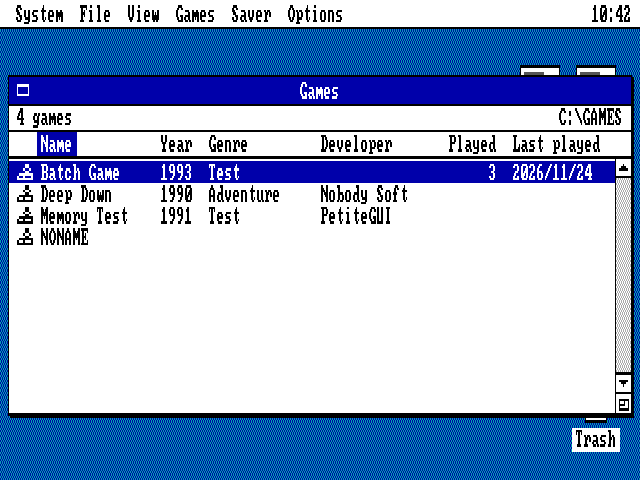 System File View Games Saver Options 10:42
Games
4 games C:\GAMES
Name Year Genre Developer Played Last played
Batch Game 1993 Test 3 2026/11/24
Deep Down 1990 Adventure Nobody Soft
Memory Test 1991 Test PetiteGUI
NONAME
Trash